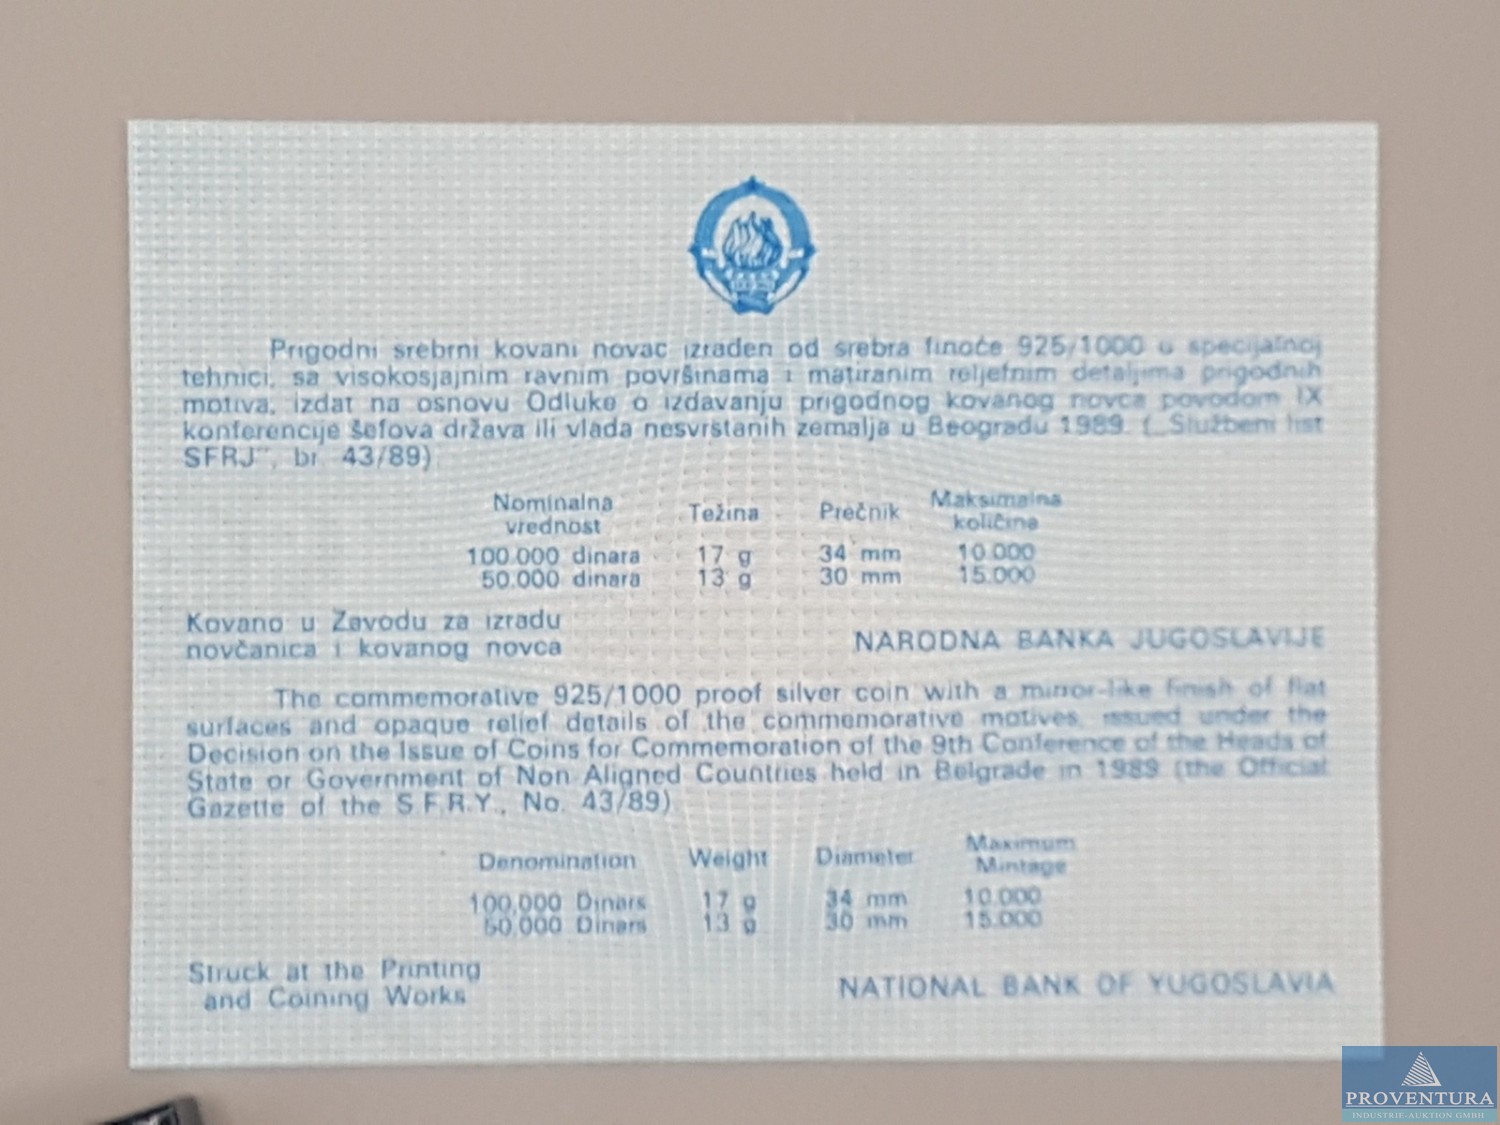 Prigodni srebrni kovani novac izrađen od srebra finoće 925/1000 u specijalnoj
tehnici, sa visokosjajnim ravnim površinama i matiranim reljefnim detaljima prigodnih
motiva, izdat na osnovu Odluke o izdavanju prigodnog kovanog novca povodom IX
konferencije šefova država ili vlada nesvrstanih zemalja u Beogradu 1989. („Službeni list
SFRJ", br. 43/89)
Nominalna vrednost Težina Prečnik Maksimalna količina
100.000 dinara 17 g 34 mm 10.000
50.000 dinara 13 g 30 mm 15.000
Kovano u Zavodu za izradu
novčanica i kovanog novca
NARODNA BANKA JUGOSLAVIJE
The commemorative 925/1000 proof silver coin with a mirror-like finish of flat
surfaces and opaque relief details of the commemorative motives, issued under the
Decision on the Issue of Coins for Commemoration of the 9th Conference of the Heads of
State or Government of Non Aligned Countries held in Belgrade in 1989 (the Official
Gazette of the S.F.R.Y., No. 43/89)
Denomination Weight Diameter Maximum Mintage
100,000 Dinars 17 g 34 mm 10.000
50,000 Dinars 13 g 30 mm 15.000
Struck at the Printing
and Coining Works
NATIONAL BANK OF YUGOSLAVIA
PROVENTURA
INDUSTRIE-AUKTION GMBH